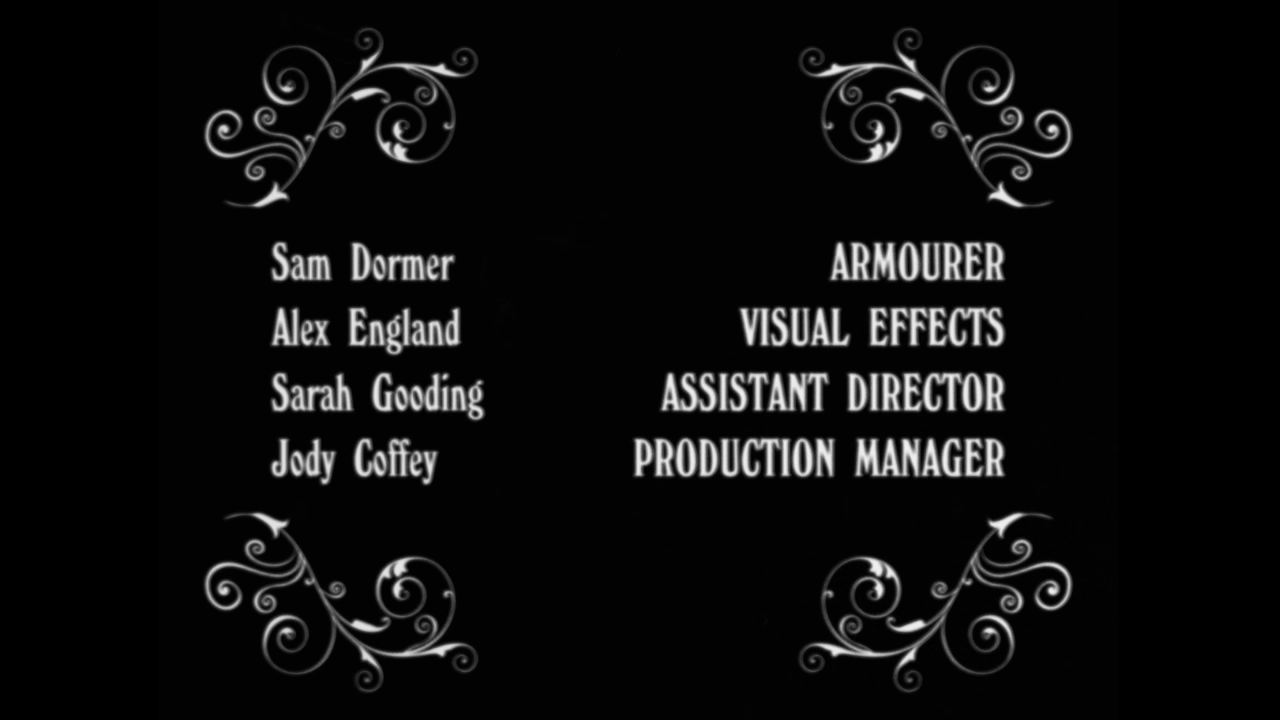 Sam Dormer ARMOURER
Alex England VISUAL EFFECTS
Sarah Gooding ASSISTANT DIRECTOR
Jody Coffey PRODUCTION MANAGER